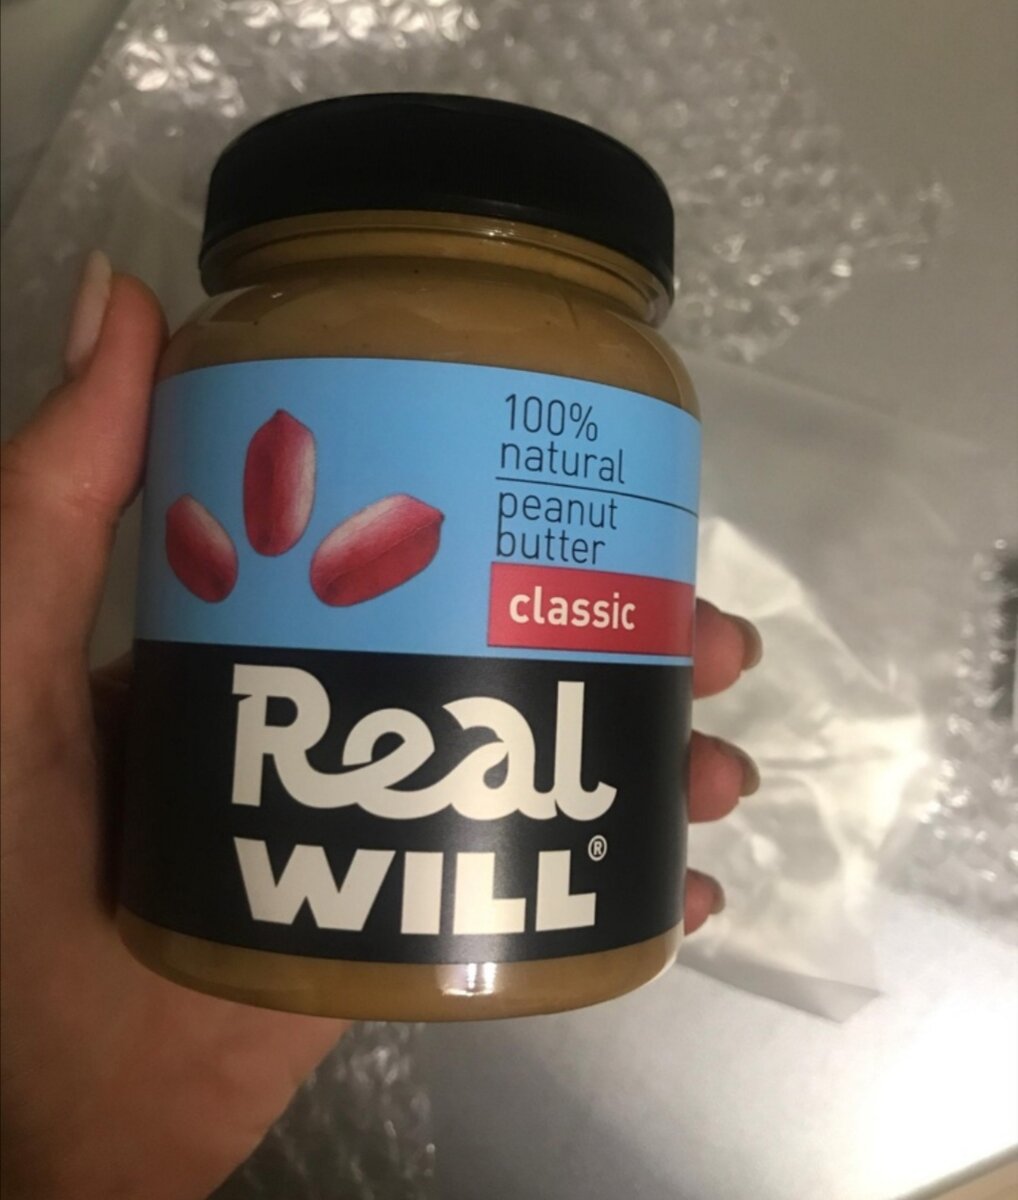 100%
natural
peanut
butter
classic
Real
WILL®